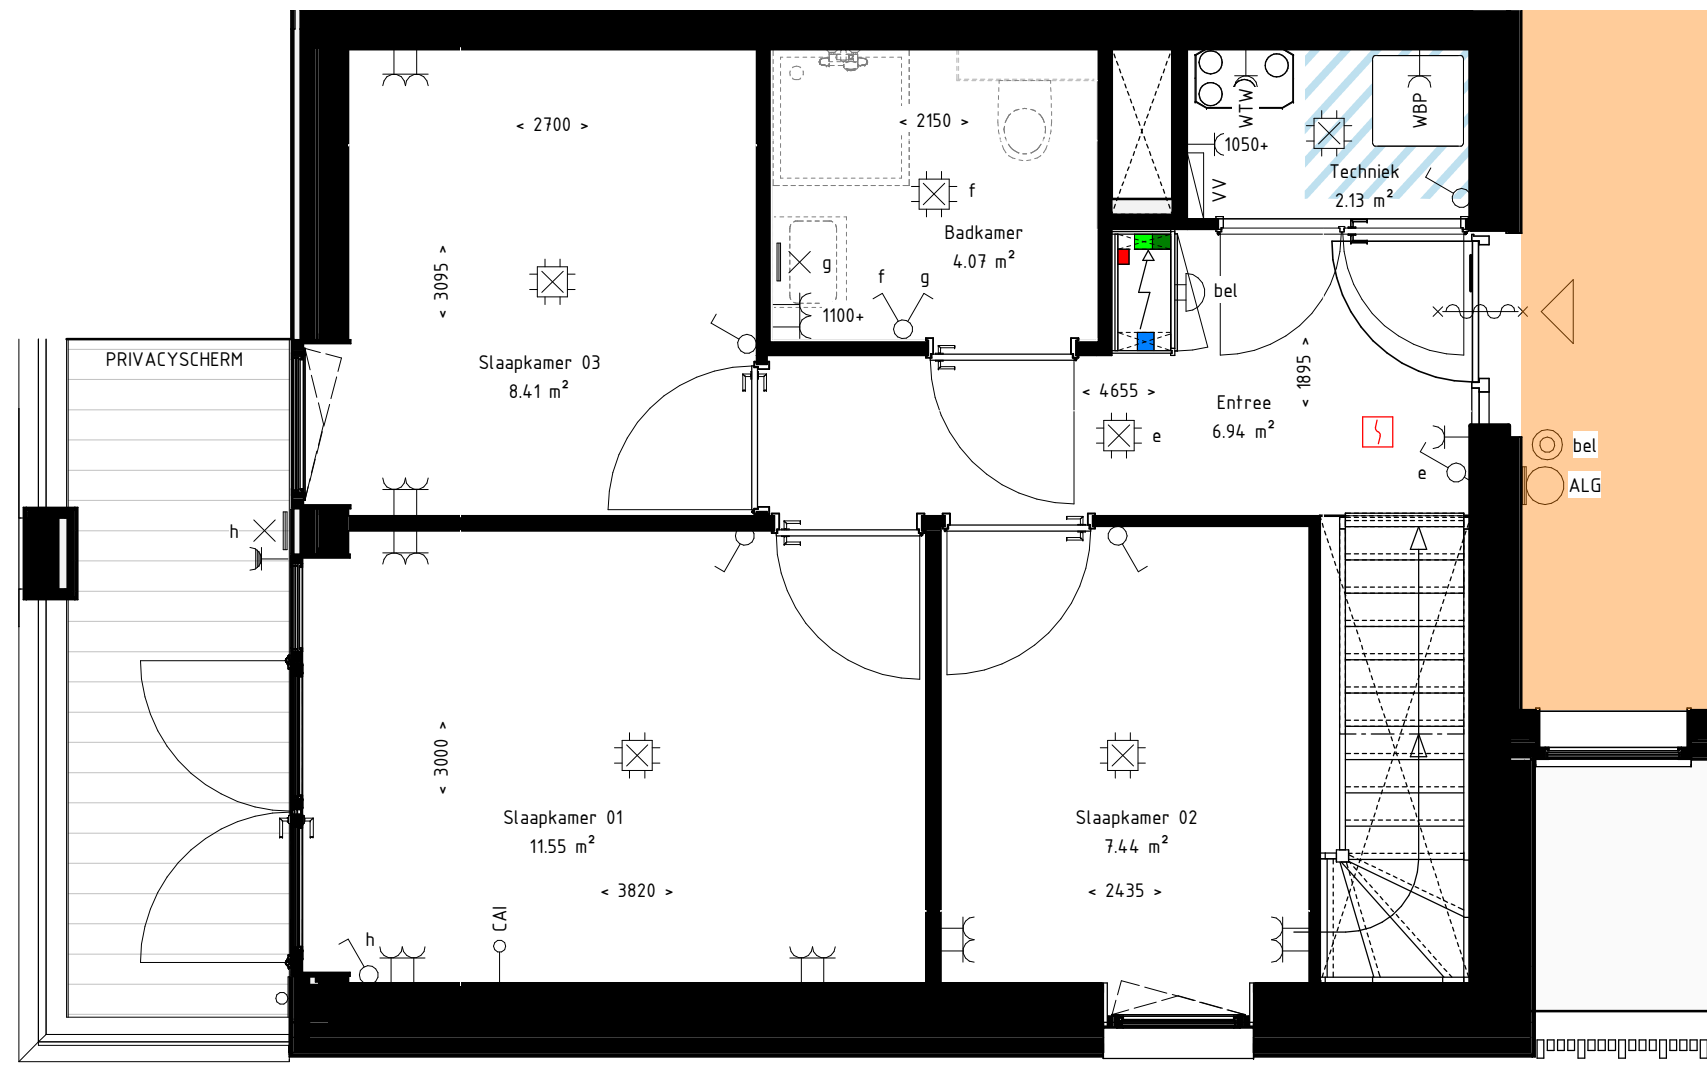 < 2700 >
< 2150 >
WTW
WBP
1050+
Techniek
2.13 m²
VV
f
Badkamer
4.07 m²
g
f
g
1100+
< 3095 >
bel
PRIVACYSCHERM
Slaapkamer 03
8.41 m²
< 4655 >
< 1895 >
Entree
6.94 m²
e
e
bel
ALG
h
< 3000 >
Slaapkamer 01
11.55 m²
< 3820 >
Slaapkamer 02
7.44 m²
< 2435 >
CAI
h